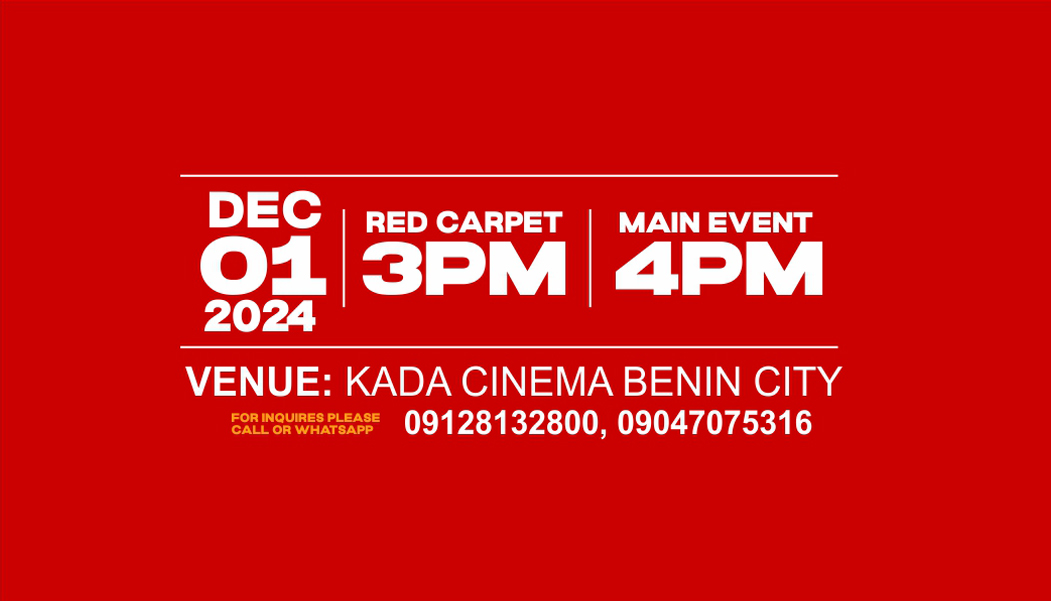 DEC
01
2024
RED CARPET
3PM
MAIN EVENT
4PM
VENUE: KADA CINEMA BENIN CITY
FOR INQUIRES PLEASE
CALL OR WHATSAPP
09128132800, 09047075316